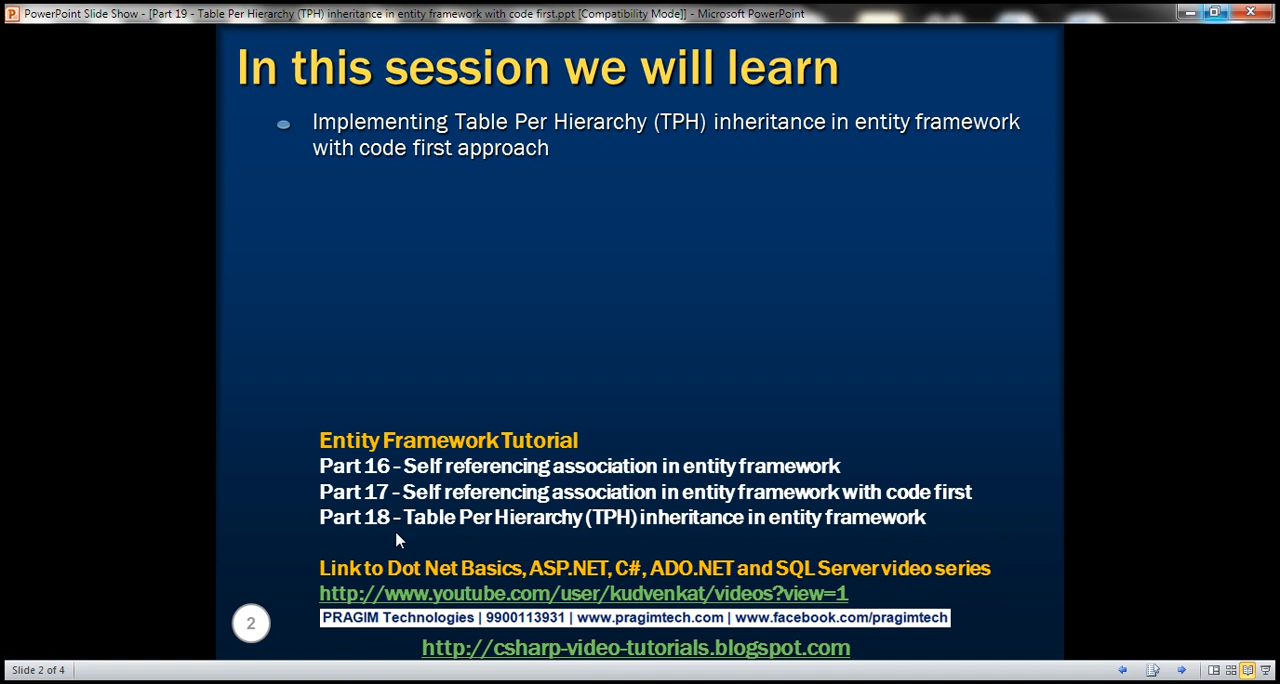 PowerPoint Slide Show - [Part 19 - Table Per Hierarchy (TPH) inheritance in entity framework with code first.ppt [Compatibility Mode]] - Microsoft PowerPoint
In this session we will learn
Implementing Table Per Hierarchy (TPH) inheritance in entity framework
with code first approach
Entity Framework Tutorial
Part 16 - Self referencing association in entity framework
Part 17 - Self referencing association in entity framework with code first
Part 18 - Table Per Hierarchy (TPH) inheritance in entity framework
Link to Dot Net Basics, ASP.NET, C#, ADO.NET and SQL Server video series
http://www.youtube.com/user/kudvenkat/videos?view=1
2
PRAGIM Technologies | 9900113931 | www.pragimtech.com | www.facebook.com/pragimtech
http://csharp-video-tutorials.blogspot.com
Slide 2 of 4